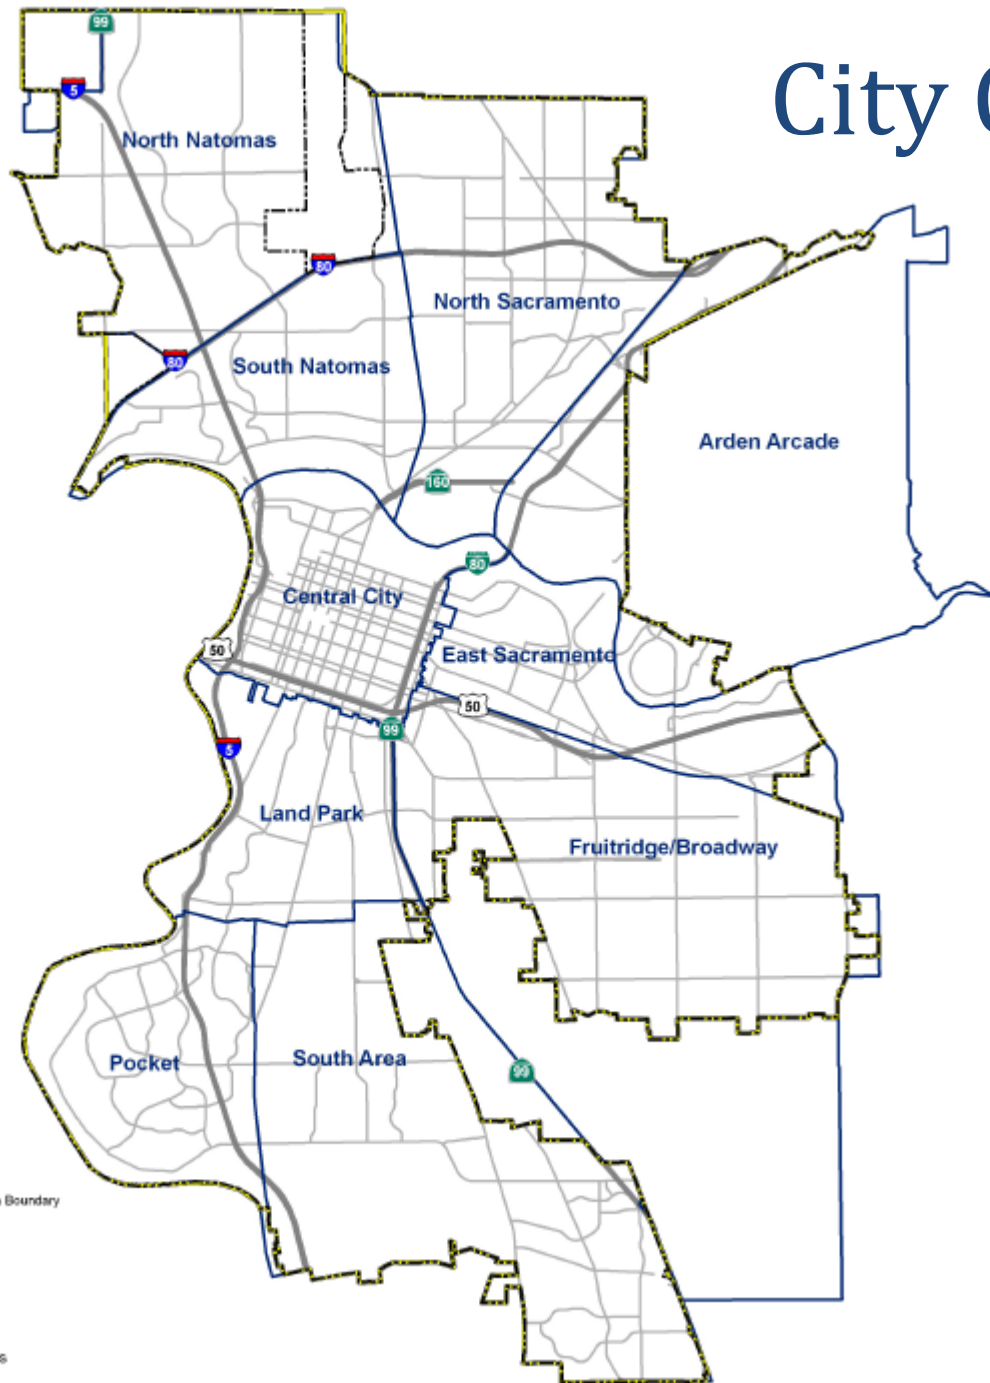 City
99
5
North Natomas
80
North Sacramento
80
South Natomas
Arden Arcade
160
80
Central City
50
East Sacramento
50
99
5
Land Park
Fruitridge/Broadway
Pocket
South Area
99
Boundary